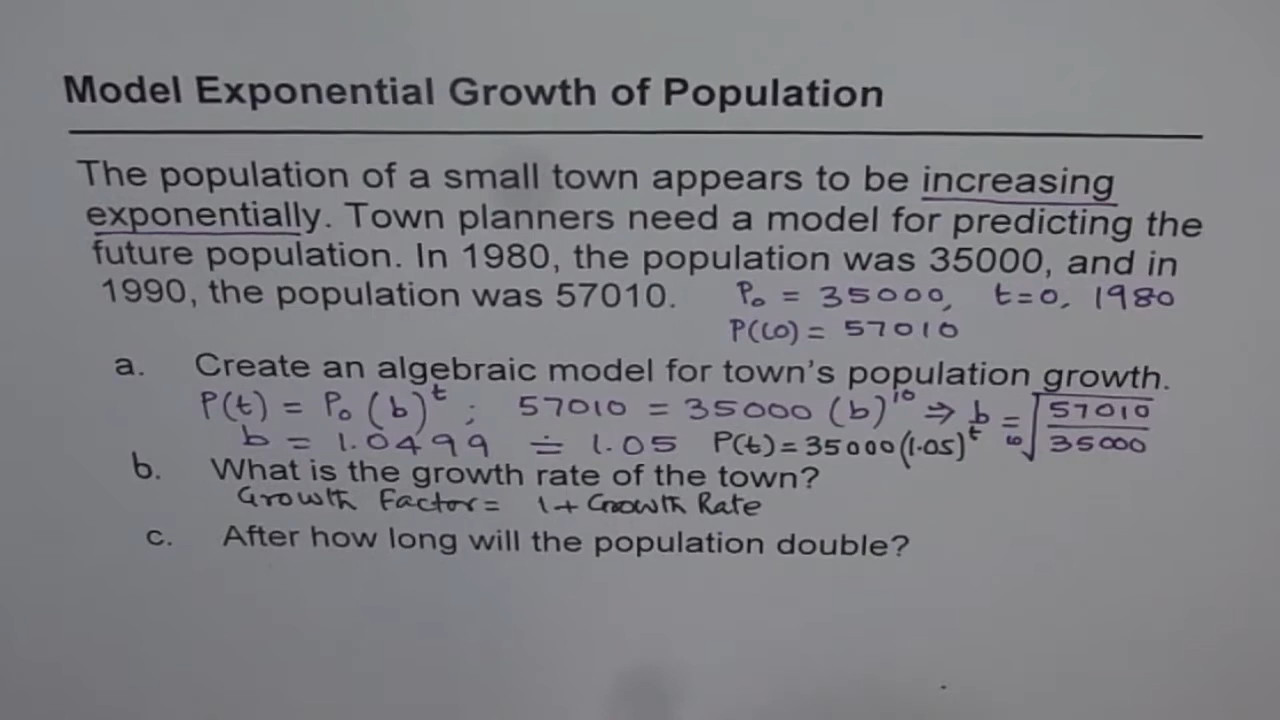 Model Exponential Growth of Population
The population of a small town appears to be increasing
exponentially. Town planners need a model for predicting the
future population. In 1980, the population was 35000, and in
1990, the population was 57010. P₀ = 35000, t=0, 1980
P(10) = 57010
a. Create an algebraic model for town's population growth.
P(t) = P₀ (b)ᵗ ; 57010 = 35000 (b)¹⁰ ⇒ b = ¹⁰√(57010/35000)
b = 1.0499 ≐ 1.05 P(t) = 35000(1.05)ᵗ
b. What is the growth rate of the town?
Growth Factor = 1 + Growth Rate
c. After how long will the population double?